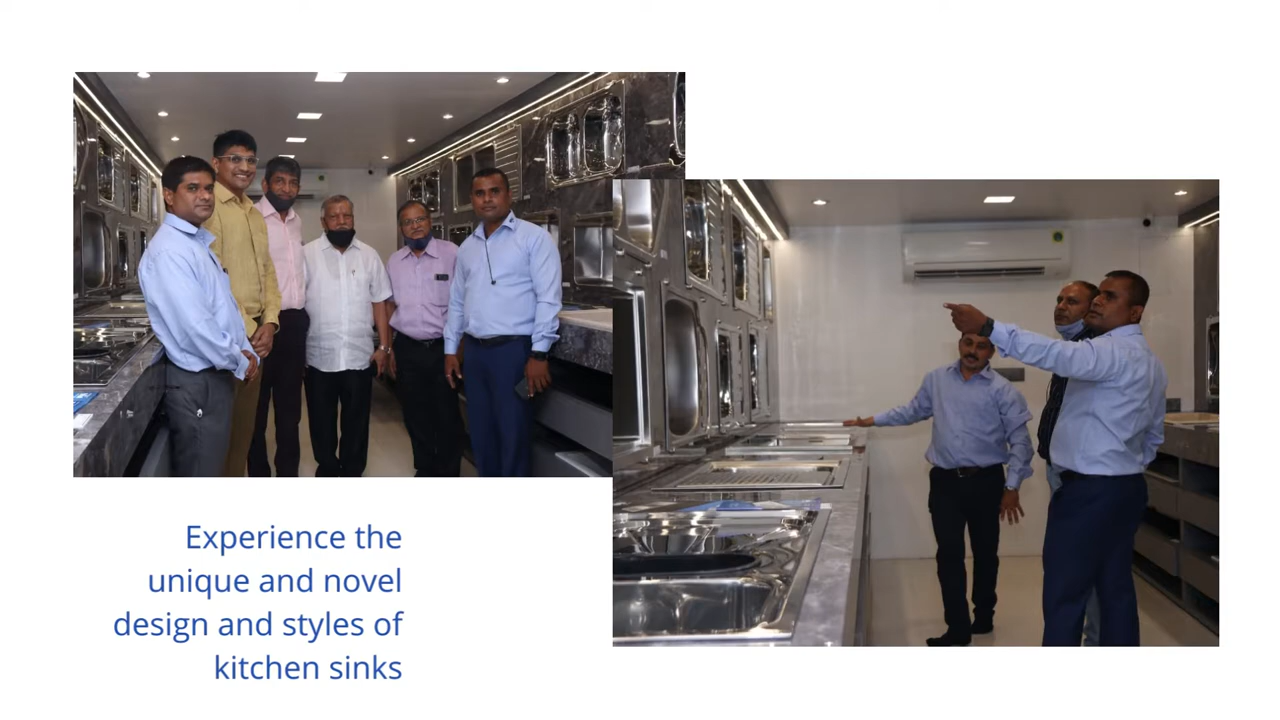 Experience the
unique and novel
design and styles of
kitchen sinks